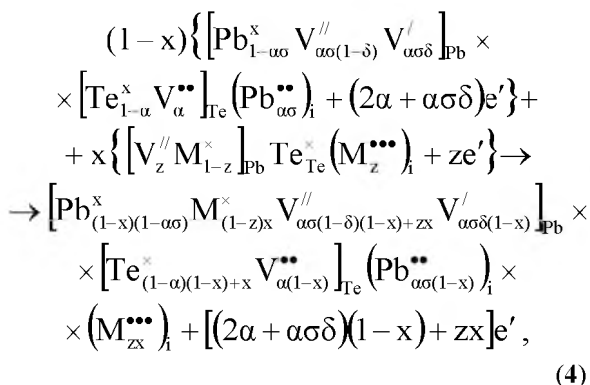 (1−x){[Pb^x_{1−ασ} V^{//}_{ασ(1−δ)} V^/_{ασδ}]_{Pb} ×
× [Te^x_{1−α} V^{••}_α]_{Te} (Pb^{••}_{ασ})_i + (2α + ασδ)e′}+
+ x{[V^{//}_z M^×_{1−z}]_{Pb} Te^×_{Te} (M^{•••}_z)_i + ze′}→
→ [Pb^x_{(1−x)(1−ασ)} M^×_{(1−z)x} V^{//}_{ασ(1−δ)(1−x)+zx} V^/_{ασδ(1−x)}]_{Pb} ×
× [Te^×_{(1−α)(1−x)+x} V^{••}_{α(1−x)}]_{Te} (Pb^{••}_{ασ(1−x)})_i ×
× (M^{•••}_{zx})_i + [(2α + ασδ)(1−x) + zx]e′ ,
(4)